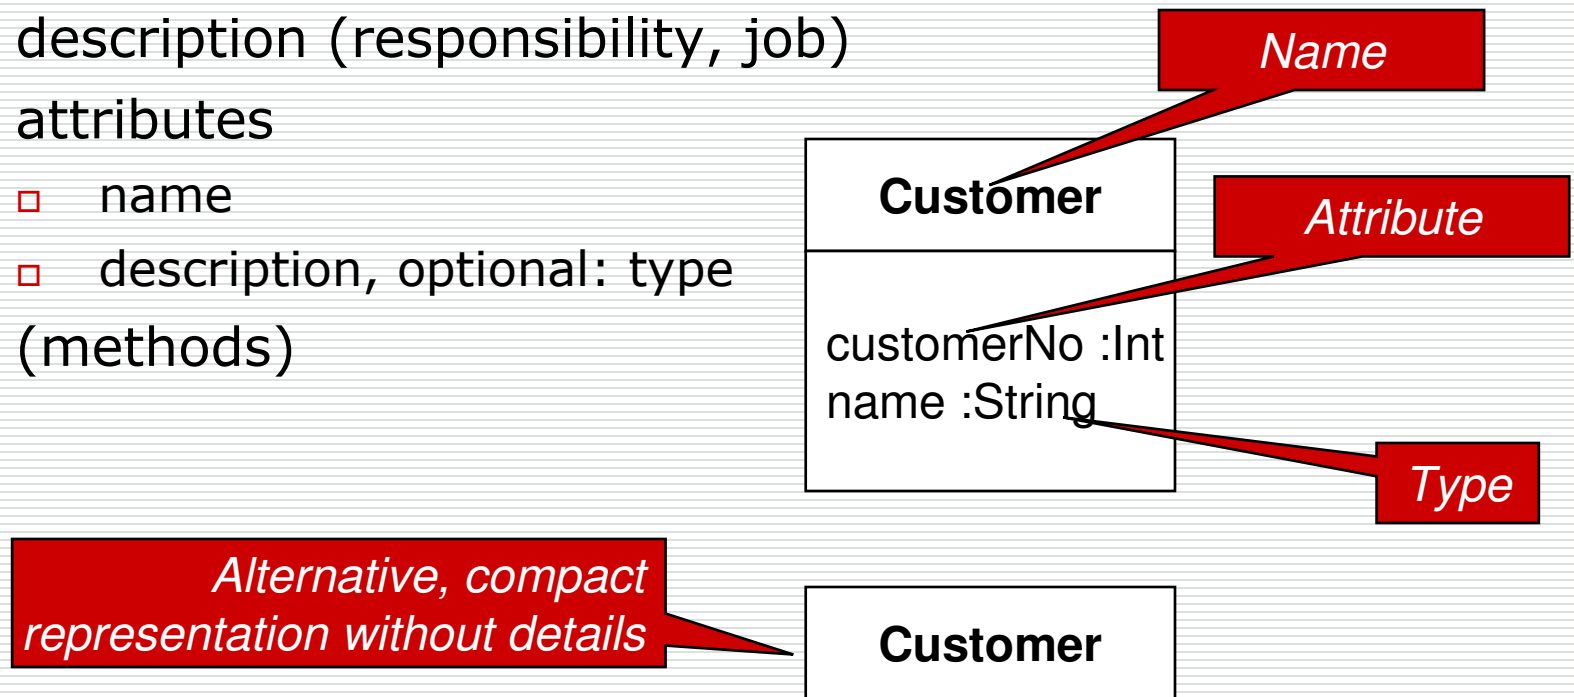 description (responsibility, job)
attributes
name
description, optional: type
(methods)
Name
Customer
Attribute
customerNo :Int
name :String
Type
Alternative, compact
representation without details
Customer